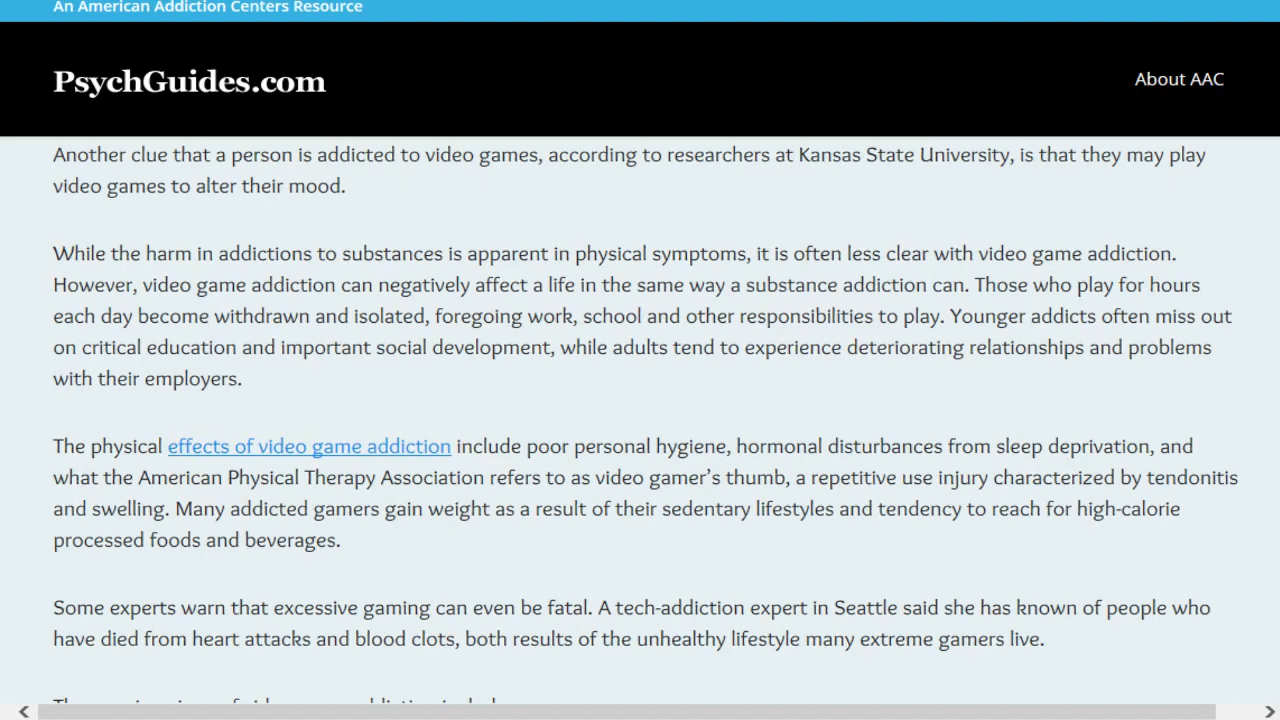 An American Addiction Centers Resource
PsychGuides.com
About AAC
Another clue that a person is addicted to video games, according to researchers at Kansas State University, is that they may play
video games to alter their mood.
While the harm in addictions to substances is apparent in physical symptoms, it is often less clear with video game addiction.
However, video game addiction can negatively affect a life in the same way a substance addiction can. Those who play for hours
each day become withdrawn and isolated, foregoing work, school and other responsibilities to play. Younger addicts often miss out
on critical education and important social development, while adults tend to experience deteriorating relationships and problems
with their employers.
The physical effects of video game addiction include poor personal hygiene, hormonal disturbances from sleep deprivation, and
what the American Physical Therapy Association refers to as video gamer’s thumb, a repetitive use injury characterized by tendonitis
and swelling. Many addicted gamers gain weight as a result of their sedentary lifestyles and tendency to reach for high-calorie
processed foods and beverages.
Some experts warn that excessive gaming can even be fatal. A tech-addiction expert in Seattle said she has known of people who
have died from heart attacks and blood clots, both results of the unhealthy lifestyle many extreme gamers live.